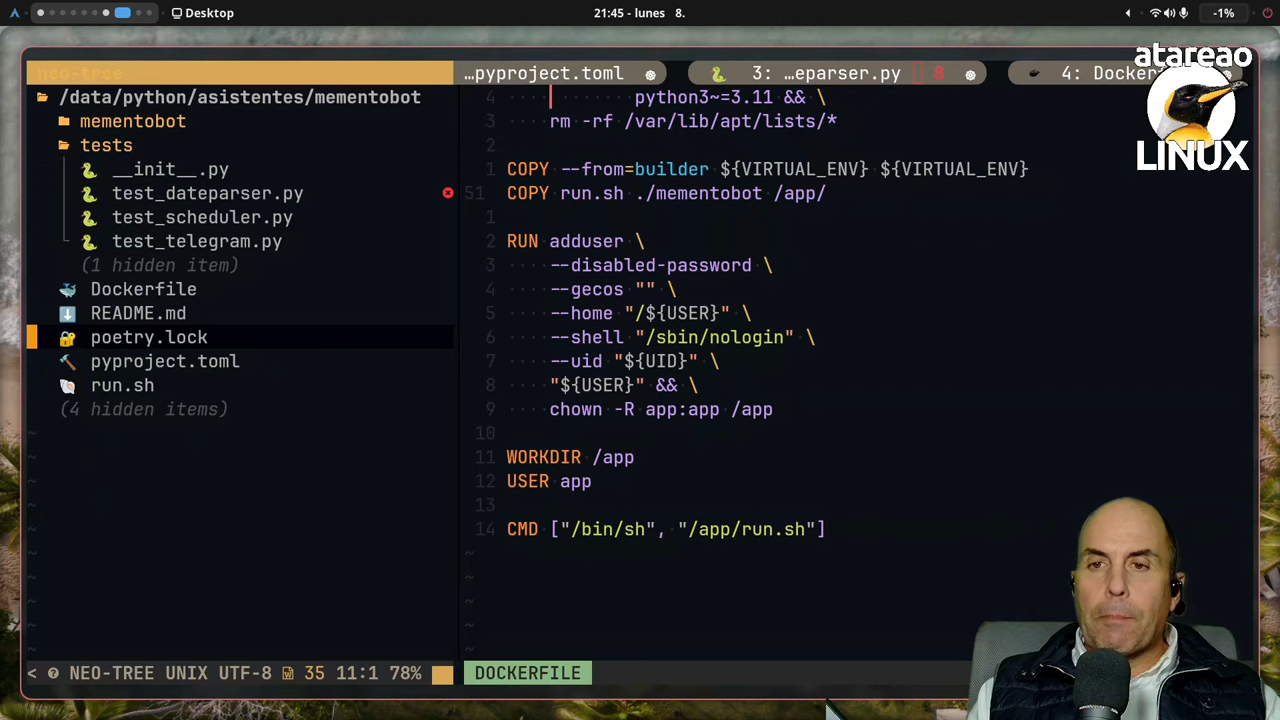 Desktop
21:45 - lunes 8.
-1%
atareao
LINUX
neo-tree
…pyproject.toml
3: …eparser.py 8
4: Dockerf
/data/python/asistentes/mementobot
mementobot
tests
__init__.py
test_dateparser.py
test_scheduler.py
test_telegram.py
(1 hidden item)
Dockerfile
README.md
poetry.lock
pyproject.toml
run.sh
(4 hidden items)
4 python3~=3.11 && \
3 rm -rf /var/lib/apt/lists/*
2
1 COPY --from=builder ${VIRTUAL_ENV} ${VIRTUAL_ENV}
51 COPY run.sh ./mementobot /app/
1
2 RUN adduser \
3 --disabled-password \
4 --gecos "" \
5 --home "/${USER}" \
6 --shell "/sbin/nologin" \
7 --uid "${UID}" \
8 "${USER}" && \
9 chown -R app:app /app
10
11 WORKDIR /app
12 USER app
13
14 CMD ["/bin/sh", "/app/run.sh"]
< NEO-TREE UNIX UTF-8 35 11:1 78%
DOCKERFILE